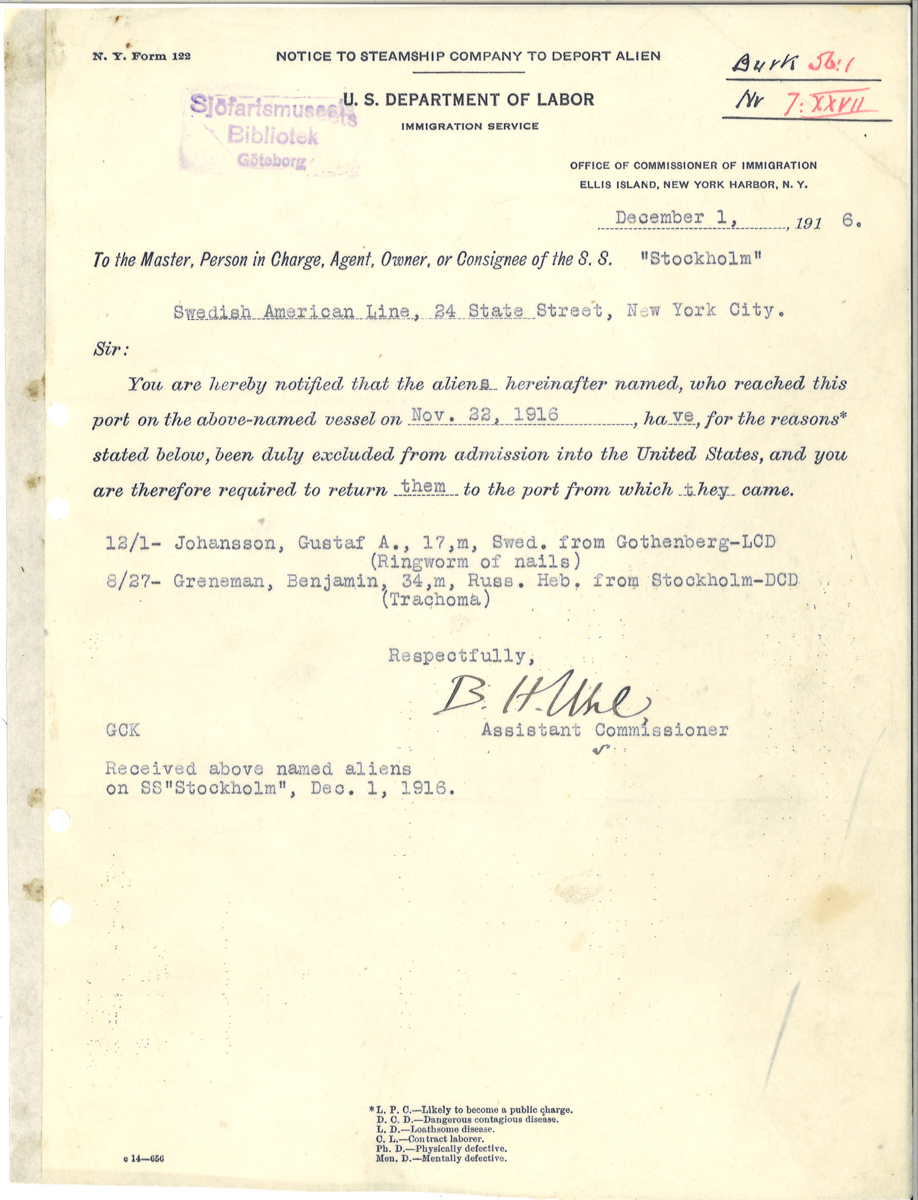 N. Y. Form 122
NOTICE TO STEAMSHIP COMPANY TO DEPORT ALIEN
Burk 56:1
Nr 7: XXVII
Sjöfartsmuseets
Bibliotek
Göteborg
U. S. DEPARTMENT OF LABOR
IMMIGRATION SERVICE
OFFICE OF COMMISSIONER OF IMMIGRATION
ELLIS ISLAND, NEW YORK HARBOR, N. Y.
December 1, , 191 6.
To the Master, Person in Charge, Agent, Owner, or Consignee of the S. S. "Stockholm"
Swedish American Line, 24 State Street, New York City.
Sir:
You are hereby notified that the aliens hereinafter named, who reached this
port on the above-named vessel on Nov. 22, 1916 , have, for the reasons*
stated below, been duly excluded from admission into the United States, and you
are therefore required to return them to the port from which they came.
12/1- Johansson, Gustaf A., 17,m, Swed. from Gothenberg-LCD
(Ringworm of nails)
8/27- Greneman, Benjamin, 34,m, Russ. Heb. from Stockholm-DCD
(Trachoma)
Respectfully,
B. H. Uhl,
GCK
Assistant Commissioner
Received above named aliens
on SS"Stockholm", Dec. 1, 1916.
*L. P. C.—Likely to become a public charge.
D. C. D.—Dangerous contagious disease.
L. D.—Loathsome disease.
C. L.—Contract laborer.
Ph. D.—Physically defective.
Men. D.—Mentally defective.
c 14—656